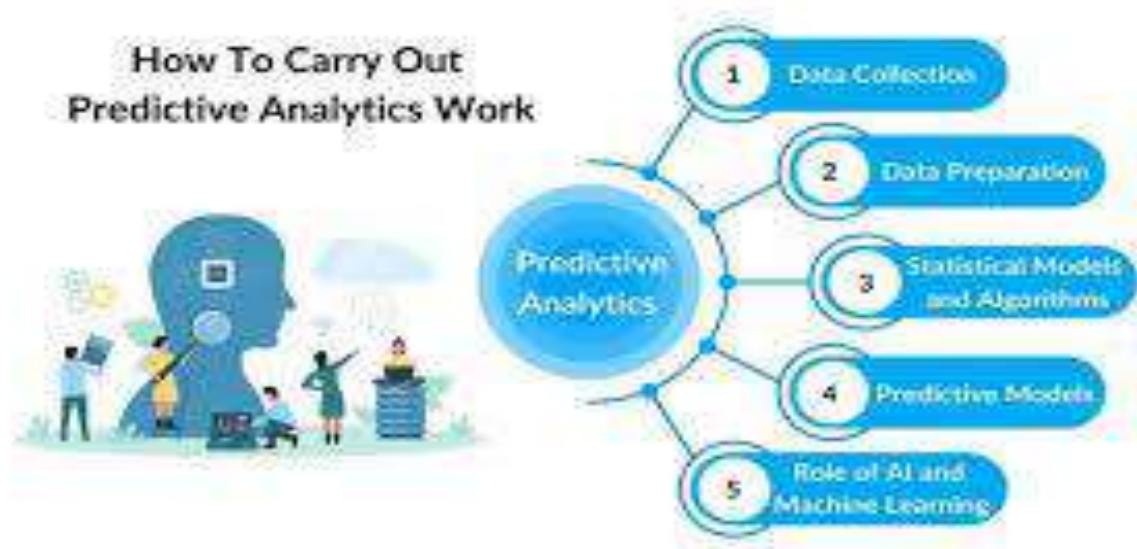 How To Carry Out
Predictive Analytics Work
Predictive
Analytics
1
Data Collection
2
Data Preparation
3
Statistical Models
and Algorithms
4
Predictive Models
5
Role of AI and
Machine Learning